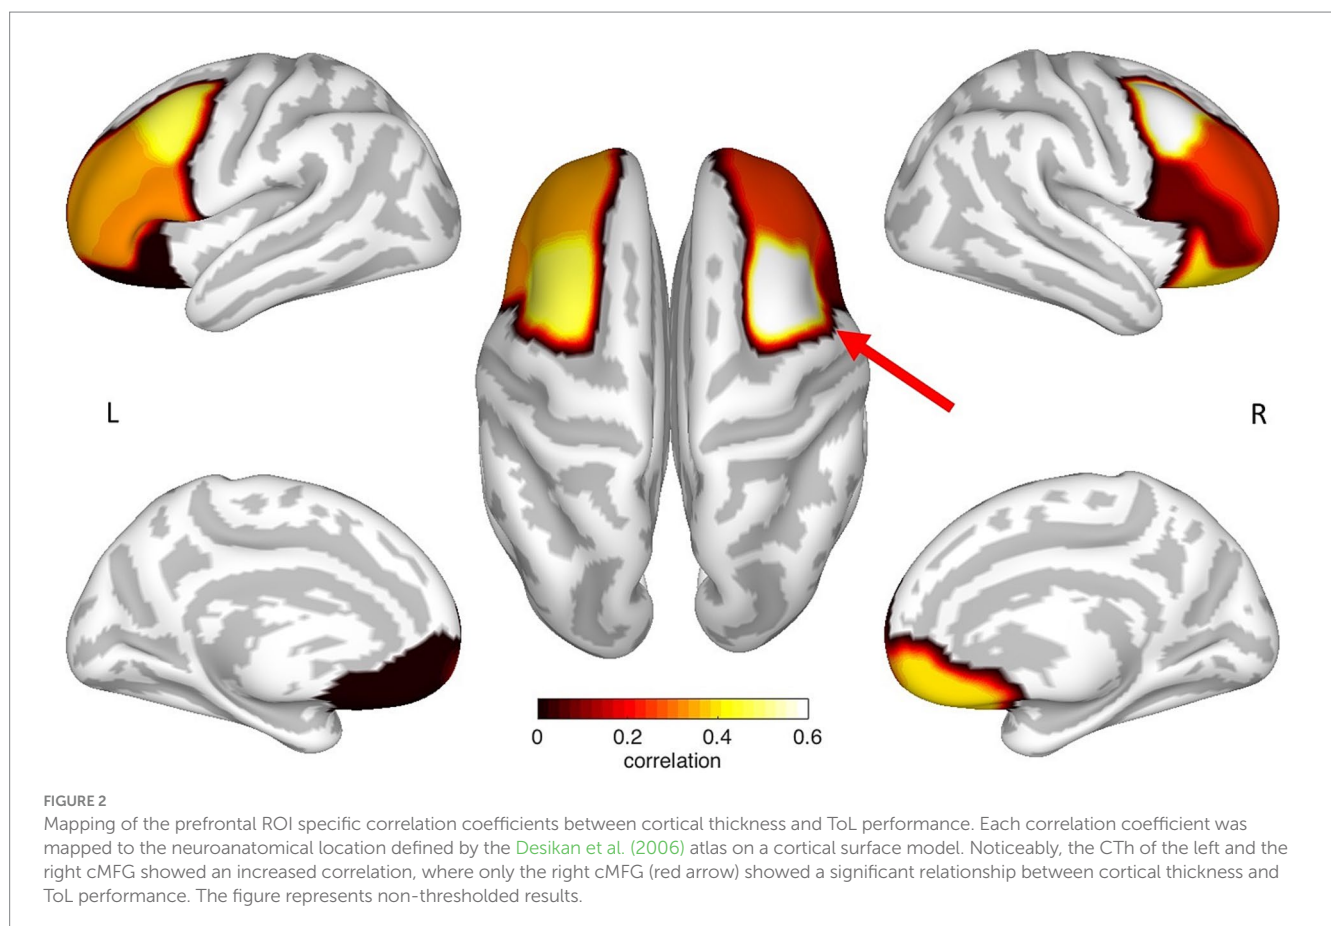 L
R
0 0.2 0.4 0.6
correlation
FIGURE 2
Mapping of the prefrontal ROI specific correlation coefficients between cortical thickness and ToL performance. Each correlation coefficient was
mapped to the neuroanatomical location defined by the Desikan et al. (2006) atlas on a cortical surface model. Noticeably, the CTh of the left and the
right cMFG showed an increased correlation, where only the right cMFG (red arrow) showed a significant relationship between cortical thickness and
ToL performance. The figure represents non-thresholded results.